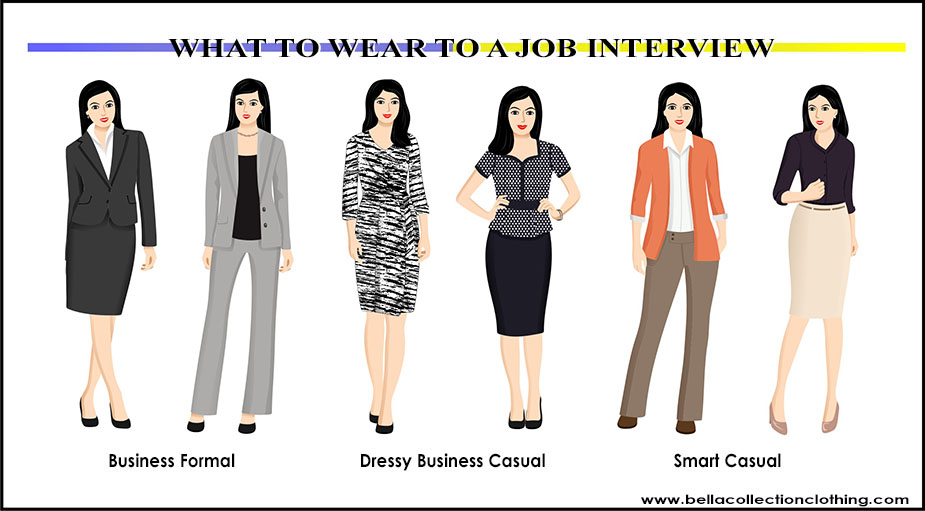 WHAT TO WEAR TO A JOB INTERVIEW
Business Formal
Dressy Business Casual
Smart Casual
www.bellacollectionclothing.com